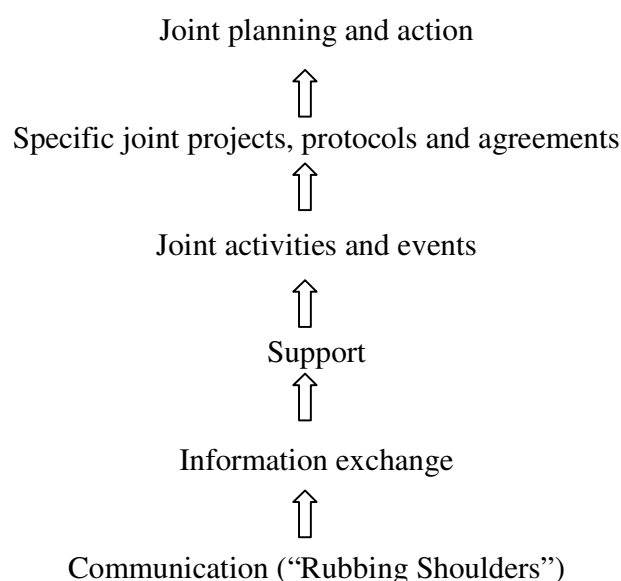 Joint planning and action
Specific joint projects, protocols and agreements
Joint activities and events
Support
Information exchange
Communication (“Rubbing Shoulders”)